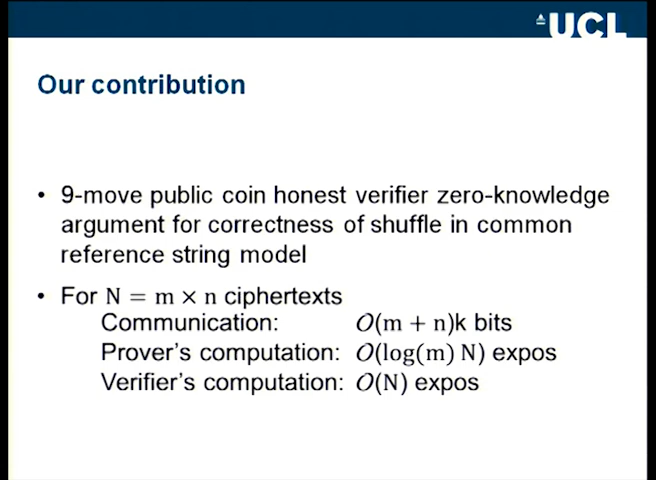 UCL
Our contribution
• 9-move public coin honest verifier zero-knowledge
argument for correctness of shuffle in common
reference string model
• For N = m × n ciphertexts
Communication: O(m + n)k bits
Prover's computation: O(log(m) N) expos
Verifier's computation: O(N) expos